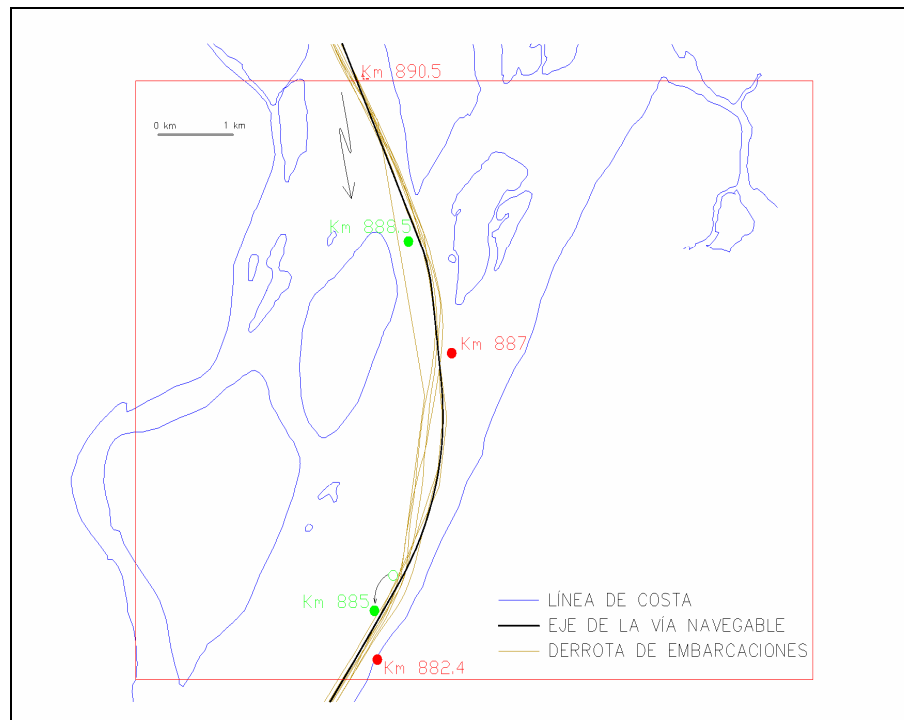 Km 890.5
0 km 1 km
Km 888.5
Km 887
Km 885
LÍNEA DE COSTA
EJE DE LA VÍA NAVEGABLE
DERROTA DE EMBARCACIONES
Km 882.4